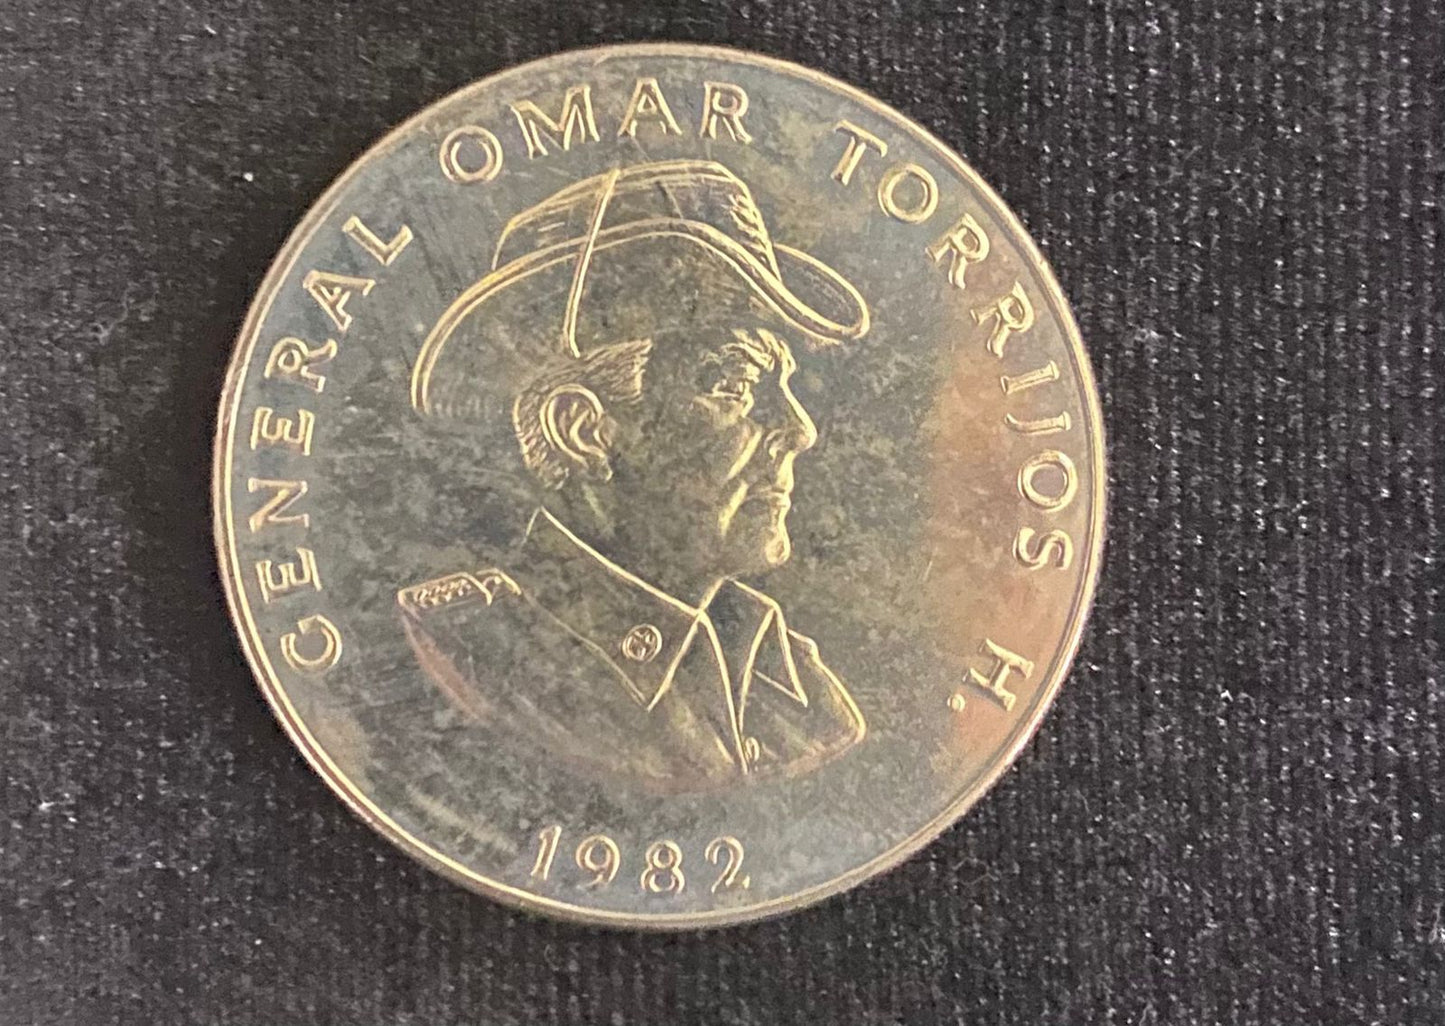 GENERAL OMAR TORRIJOS H.
1982